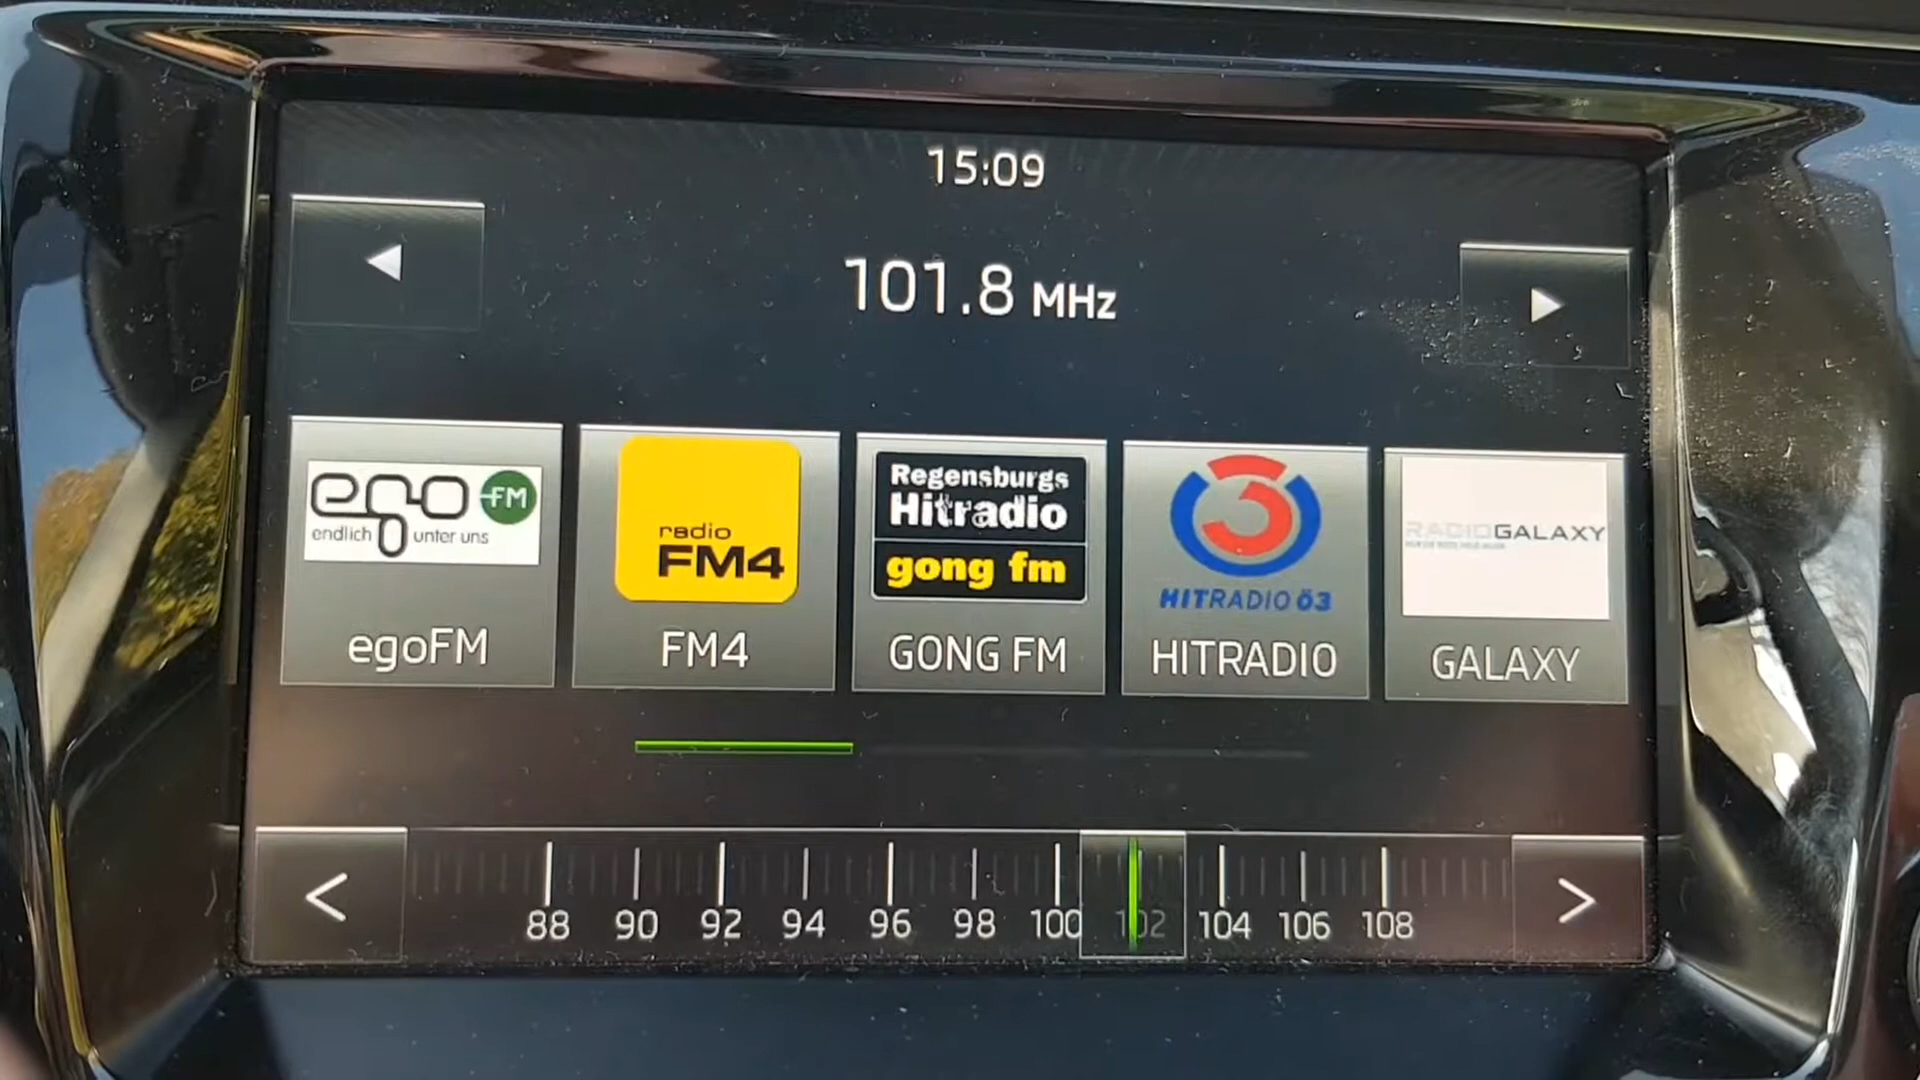 15:09
101.8 MHz
ego FM
endlich unter uns
egoFM
radio
FM4
FM4
Regensburgs
Hitradio
gong fm
GONG FM
3
HITRADIO Ö3
HITRADIO
RADIOGALAXY
GALAXY
88 90 92 94 96 98 100 102 104 106 108